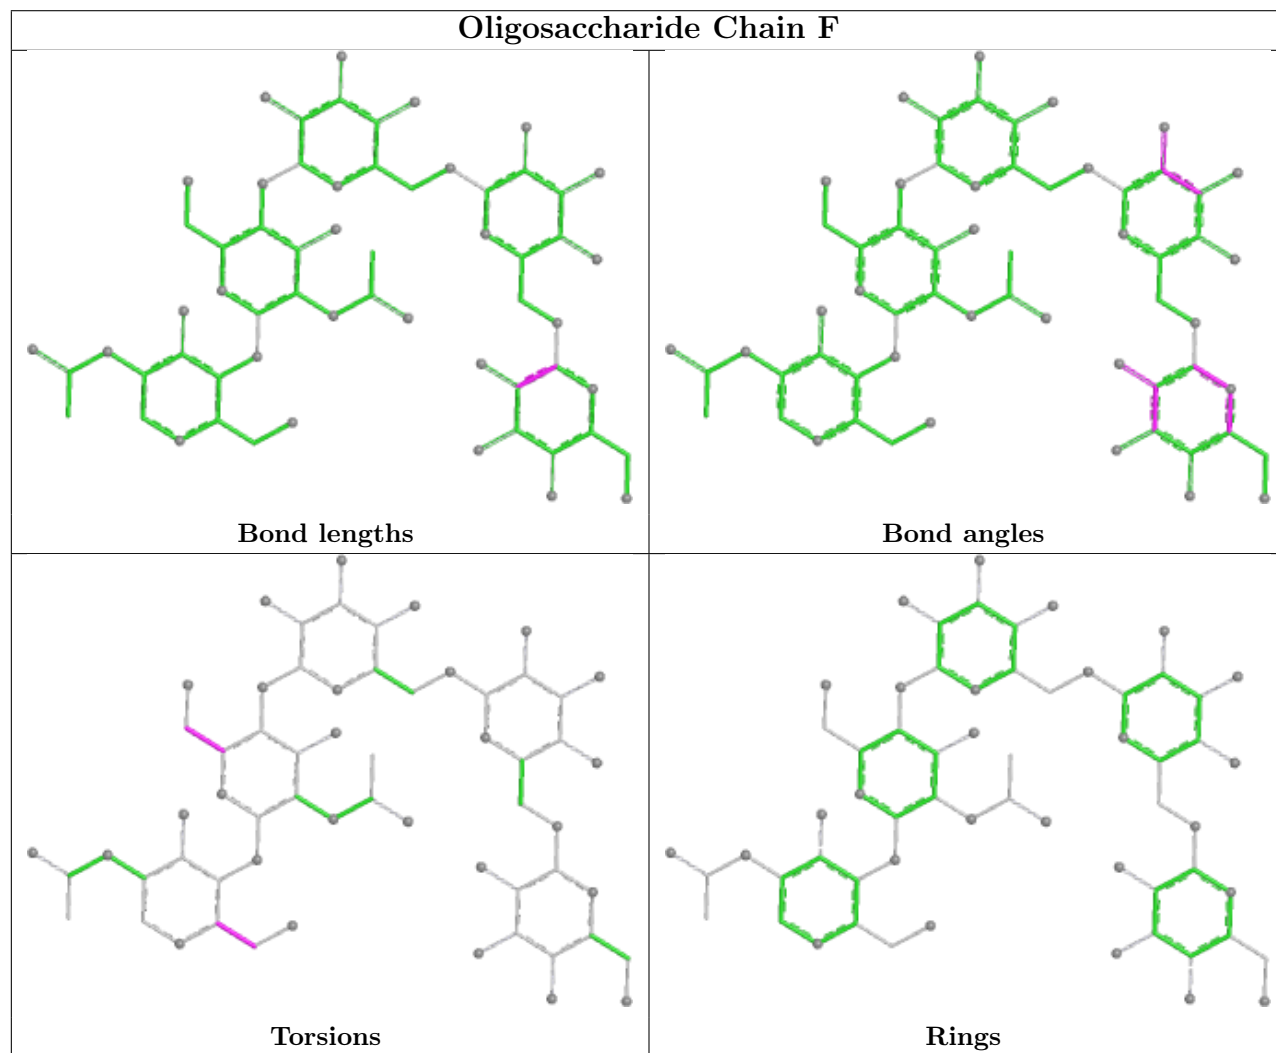 Oligosaccharide Chain F
Bond lengths
Bond angles
Torsions
Rings